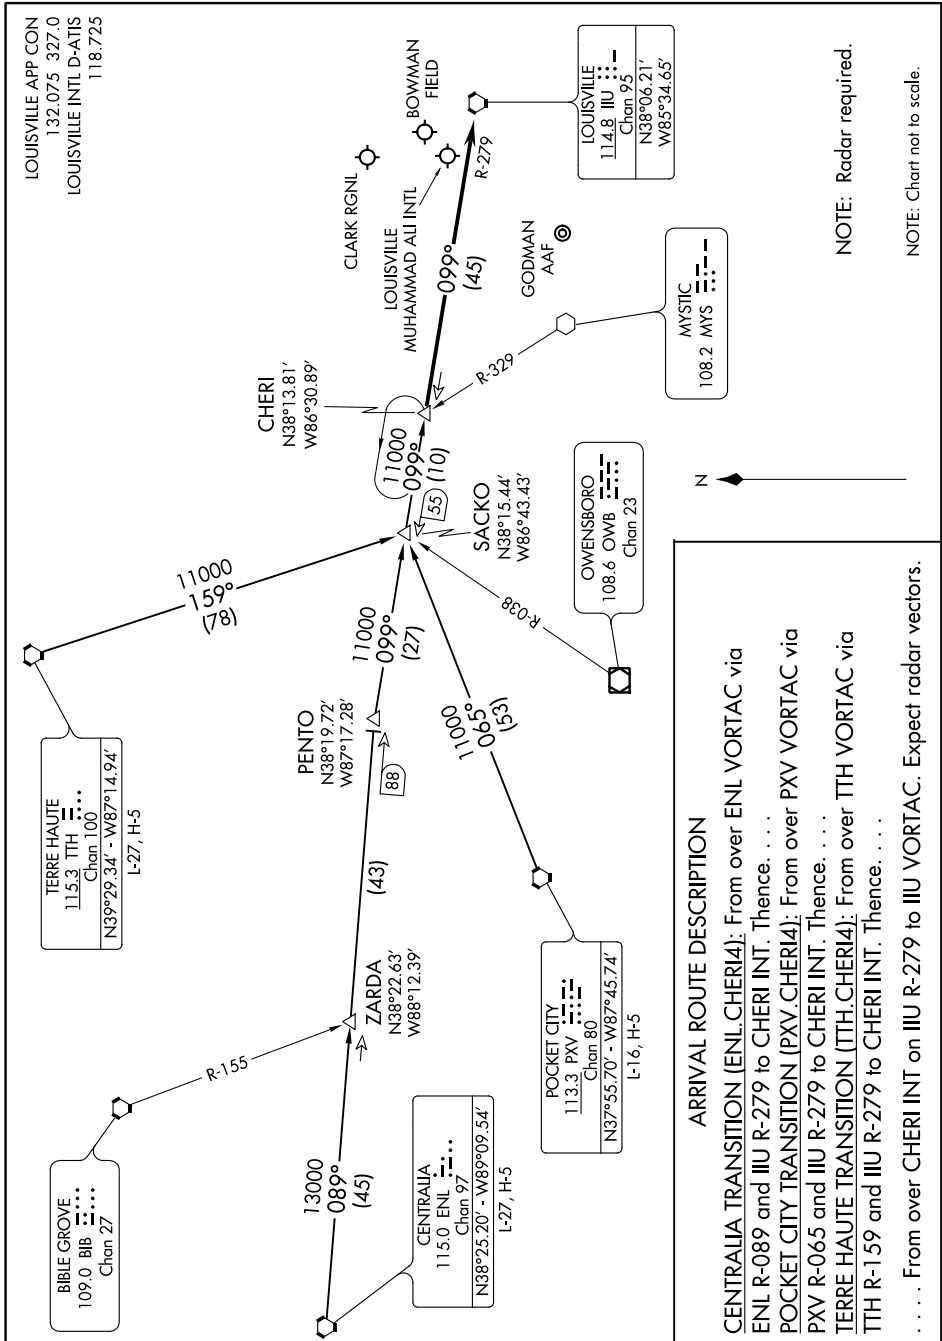 LOUISVILLE APP CON
132.075 327.0
LOUISVILLE INTL D-ATIS
118.725
BIBLE GROVE
109.0 BIB
Chan 27
R-155
TERRE HAUTE
115.3 TTH
Chan 100
N39°29.34' - W87°14.94'
L-27, H-5
11000
159°
(78)
13000
089°
(45)
CENTRALIA
115.0 ENL
Chan 97
N38°25.20' - W89°09.54'
L-27, H-5
ZARDA
N38°22.63'
W88°12.39'
(43)
PENTO
N38°19.72'
W87°17.28'
88
11000
099°
(27)
11000
065°
(53)
POCKET CITY
113.3 PXV
Chan 80
N37°55.70' - W87°45.74'
L-16, H-5
SACKO
N38°15.44'
W86°43.43'
55
11000
099°
(10)
CHERI
N38°13.81'
W86°30.89'
R-038
OWENSBORO
108.6 OWB
Chan 23
R-329
MYSTIC
108.2 MYS
099°
(45)
R-279
CLARK RGNL
LOUISVILLE
MUHAMMAD ALI INTL
BOWMAN
FIELD
GODMAN
AAF
LOUISVILLE
114.8 IIU
Chan 95
N38°06.21'
W85°34.65'
N
NOTE: Radar required.
NOTE: Chart not to scale.
ARRIVAL ROUTE DESCRIPTION
CENTRALIA TRANSITION (ENL.CHERI4): From over ENL VORTAC via
ENL R-089 and IIU R-279 to CHERI INT. Thence. . . .
POCKET CITY TRANSITION (PXV.CHERI4): From over PXV VORTAC via
PXV R-065 and IIU R-279 to CHERI INT. Thence. . . .
TERRE HAUTE TRANSITION (TTH.CHERI4): From over TTH VORTAC via
TTH R-159 and IIU R-279 to CHERI INT. Thence. . . .
. . . . From over CHERI INT on IIU R-279 to IIU VORTAC. Expect radar vectors.